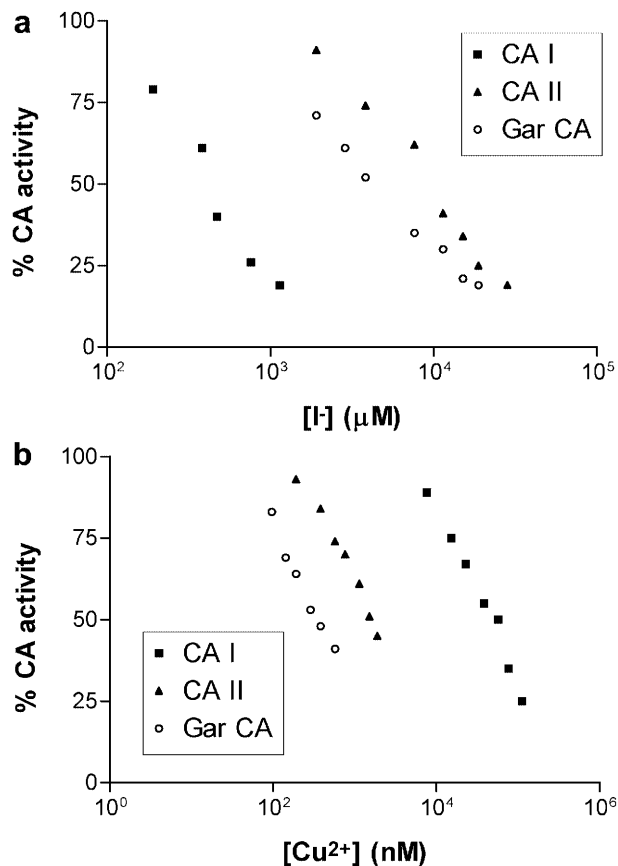 a
% CA activity
100
75
50
25
0
CA I
CA II
Gar CA
10² 10³ 10⁴ 10⁵
[I-] (μM)
b
% CA activity
100
75
50
25
0
CA I
CA II
Gar CA
10⁰ 10² 10⁴ 10⁶
[Cu²⁺] (nM)